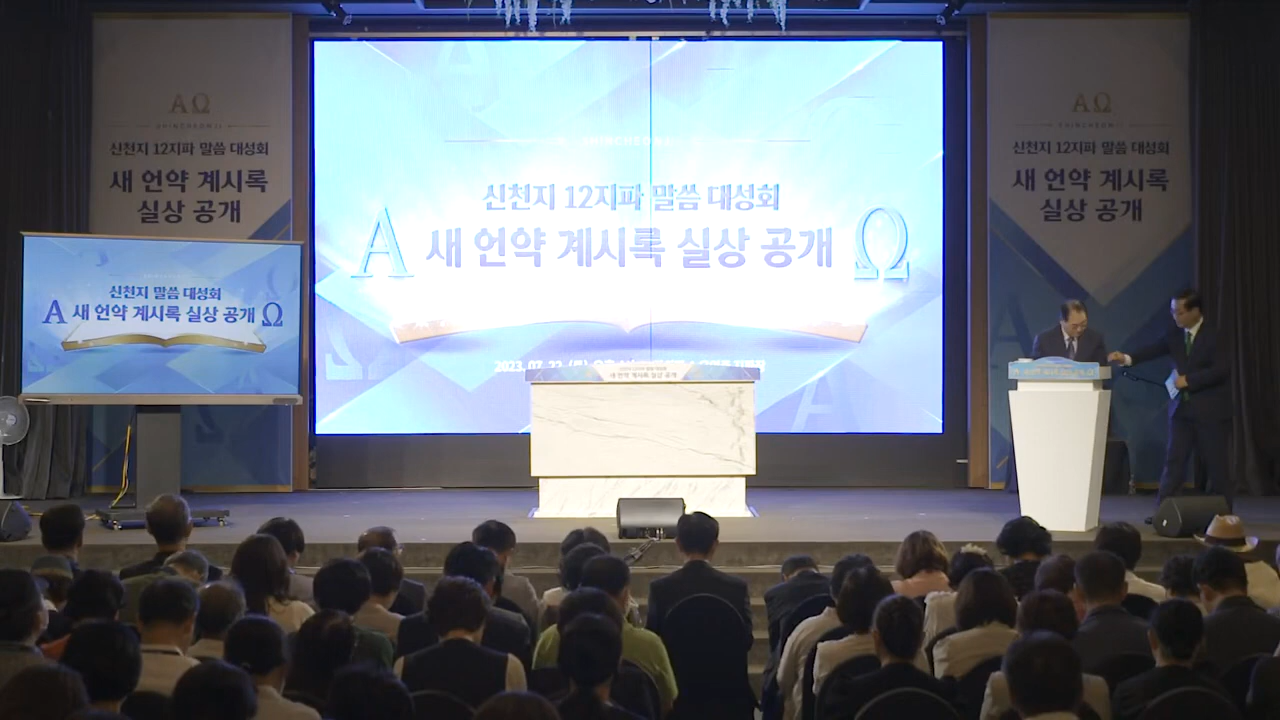 ΑΩ
SHINCHEONJI
신천지 12지파 말씀 대성회
새 언약 계시록
실상 공개
신천지 12지파 말씀 대성회
Α 새 언약 계시록 실상 공개 Ω
ΑΩ
SHINCHEONJI
신천지 12지파 말씀 대성회
새 언약 계시록
실상 공개
신천지 말씀 대성회
Α 새 언약 계시록 실상 공개 Ω
새 언약 계시록 실상 공개